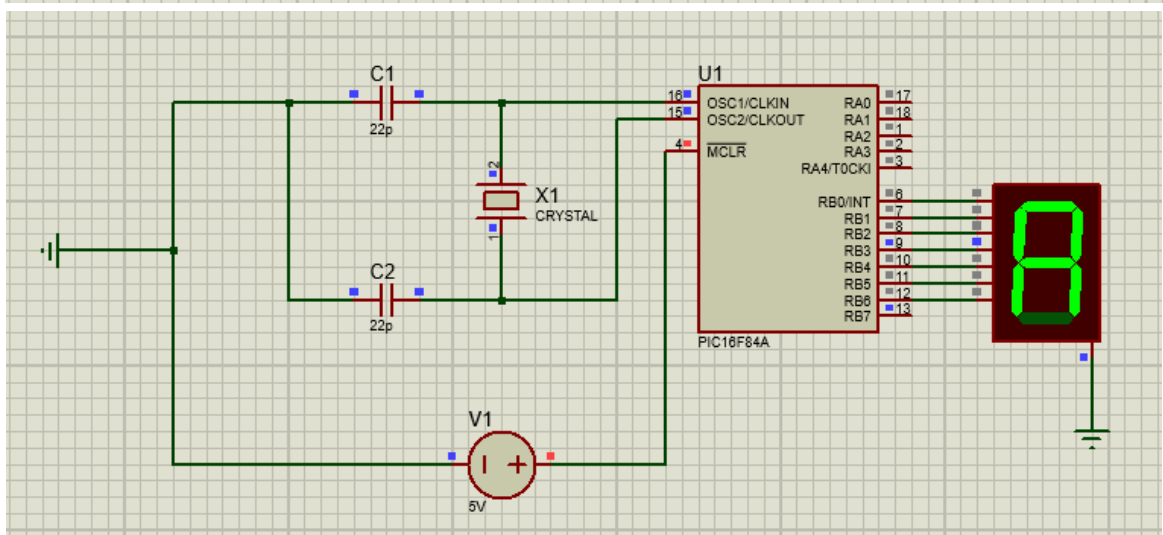 C1
22p
X1
CRYSTAL
2
1
C2
22p
V1
5V
U1
16
15
4
OSC1/CLKIN
OSC2/CLKOUT
MCLR
RA0
RA1
RA2
RA3
RA4/T0CKI
RB0/INT
RB1
RB2
RB3
RB4
RB5
RB6
RB7
17
18
1
2
3
6
7
8
9
10
11
12
13
PIC16F84A
A